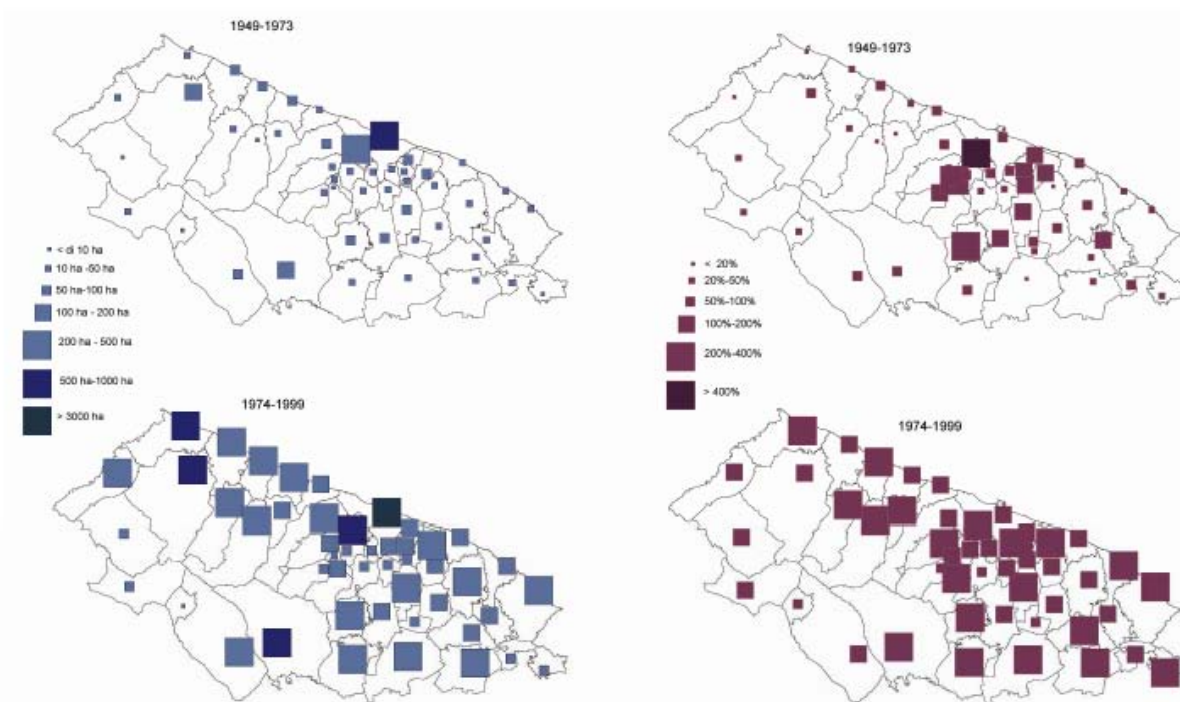 1949-1973
< di 10 ha
10 ha -50 ha
50 ha-100 ha
100 ha - 200 ha
200 ha - 500 ha
500 ha-1000 ha
> 3000 ha
1974-1999
1949-1973
< 20%
20%-50%
50%-100%
100%-200%
200%-400%
> 400%
1974-1999